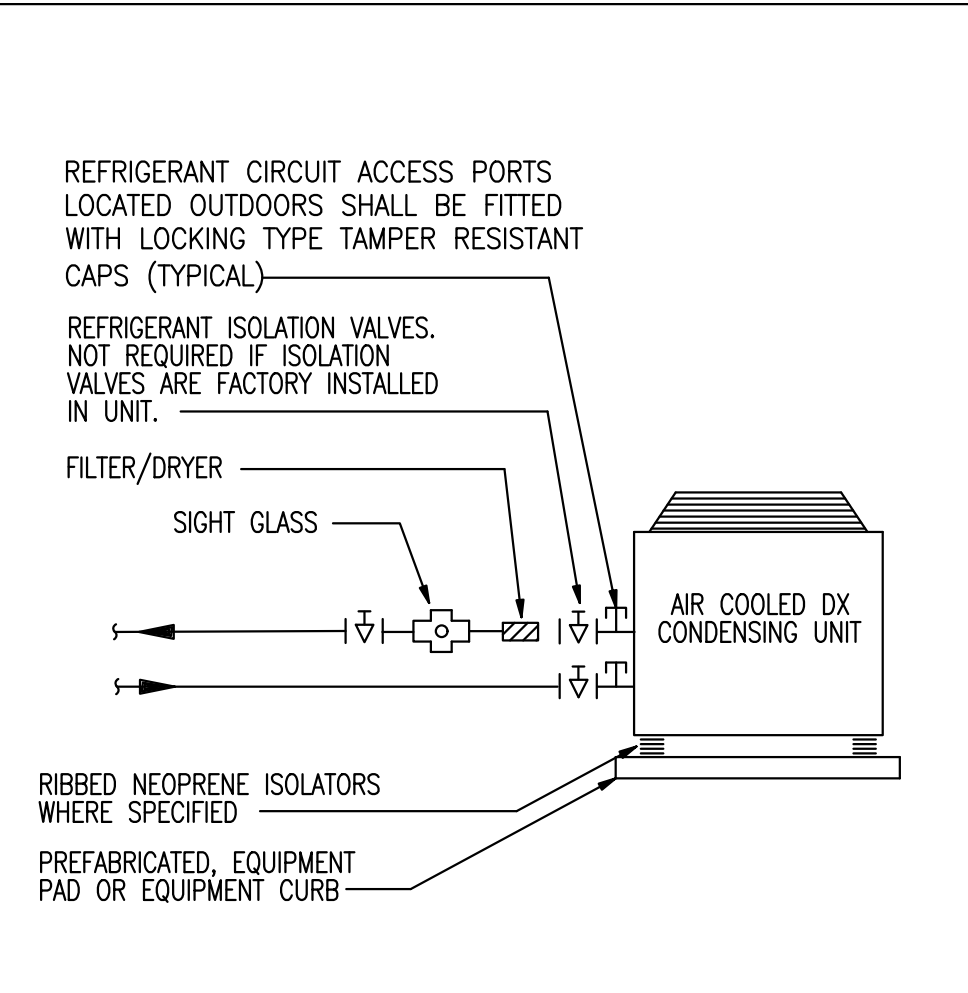 REFRIGERANT CIRCUIT ACCESS PORTS
LOCATED OUTDOORS SHALL BE FITTED
WITH LOCKING TYPE TAMPER RESISTANT
CAPS (TYPICAL)
REFRIGERANT ISOLATION VALVES.
NOT REQUIRED IF ISOLATION
VALVES ARE FACTORY INSTALLED
IN UNIT.
FILTER/DRYER
SIGHT GLASS
AIR COOLED DX
CONDENSING UNIT
RIBBED NEOPRENE ISOLATORS
WHERE SPECIFIED
PREFABRICATED, EQUIPMENT
PAD OR EQUIPMENT CURB